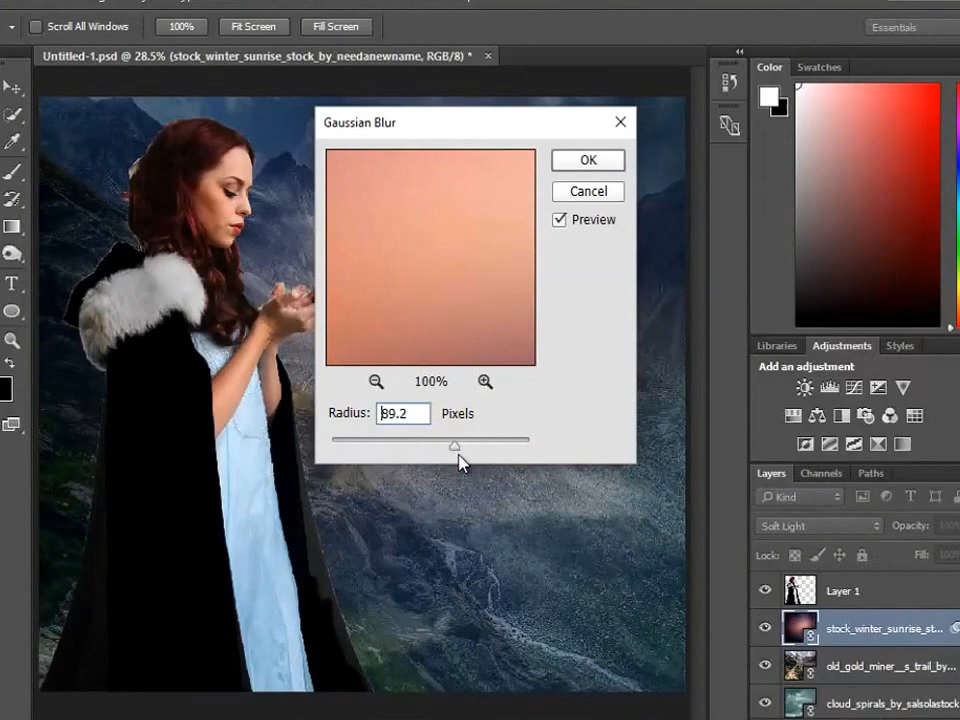 Scroll All Windows
100%
Fit Screen
Fill Screen
Essentials
Untitled-1.psd @ 28.5% (stock_winter_sunrise_stock_by_needanewname, RGB/8) *
Color
Swatches
Gaussian Blur
OK
Cancel
Preview
100%
Radius: 89.2 Pixels
Libraries
Adjustments
Styles
Add an adjustment
Layers
Channels
Paths
Kind
Soft Light
Opacity:
Lock:
Fill:
Layer 1
stock_winter_sunrise_st...
old_gold_miner__s_trail_by...
cloud_spirals_by_salsolastock